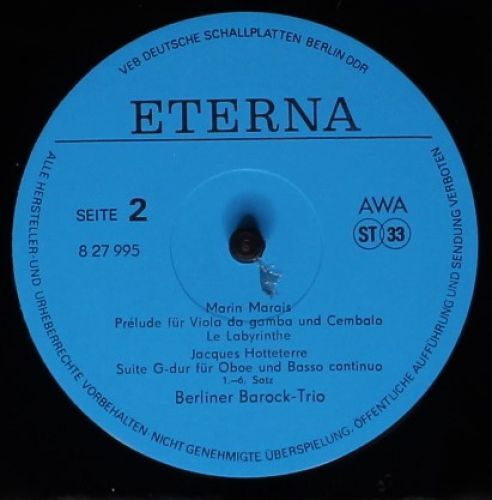 VEB DEUTSCHE SCHALLPLATTEN BERLIN DDR
ETERNA
SEITE 2
8 27 995
AWA
ST 33
Marin Marais
Prélude für Viola da gamba und Cembalo
Le Labyrinthe
Jacques Hotteterre
Suite G-dur für Oboe und Basso continuo
1.–6. Satz
Berliner Barock-Trio
ALLE HERSTELLER- UND URHEBERRECHTE VORBEHALTEN NICHT GENEHMIGTE ÜBERSPIELUNG, ÖFFENTLICHE AUFFÜHRUNG UND SENDUNG VERBOTEN